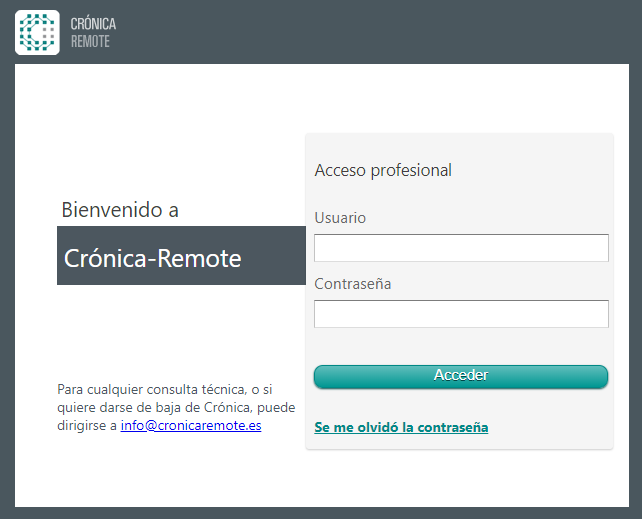 CRÓNICA
REMOTE
Bienvenido a
Crónica-Remote
Para cualquier consulta técnica, o si
quiere darse de baja de Crónica, puede
dirigirse a info@cronicaremote.es
Acceso profesional
Usuario
Contraseña
Acceder
Se me olvidó la contraseña